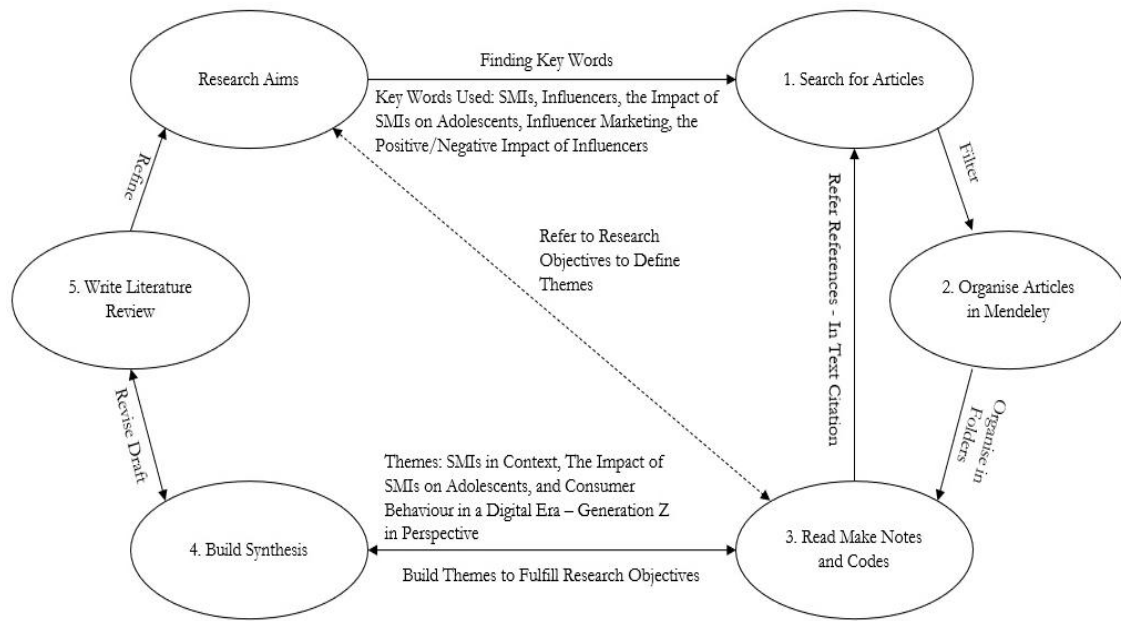 Research Aims
Finding Key Words
Key Words Used: SMIs, Influencers, the Impact of
SMIs on Adolescents, Influencer Marketing, the
Positive/Negative Impact of Influencers
1. Search for Articles
Filter
Refine
Refer to Research
Objectives to Define
Themes
Refer References - In Text Citation
5. Write Literature
Review
2. Organise Articles
in Mendeley
Organise in
Folders
Revise Draft
Themes: SMIs in Context, The Impact of
SMIs on Adolescents, and Consumer
Behaviour in a Digital Era – Generation Z
in Perspective
4. Build Synthesis
Build Themes to Fulfill Research Objectives
3. Read Make Notes
and Codes